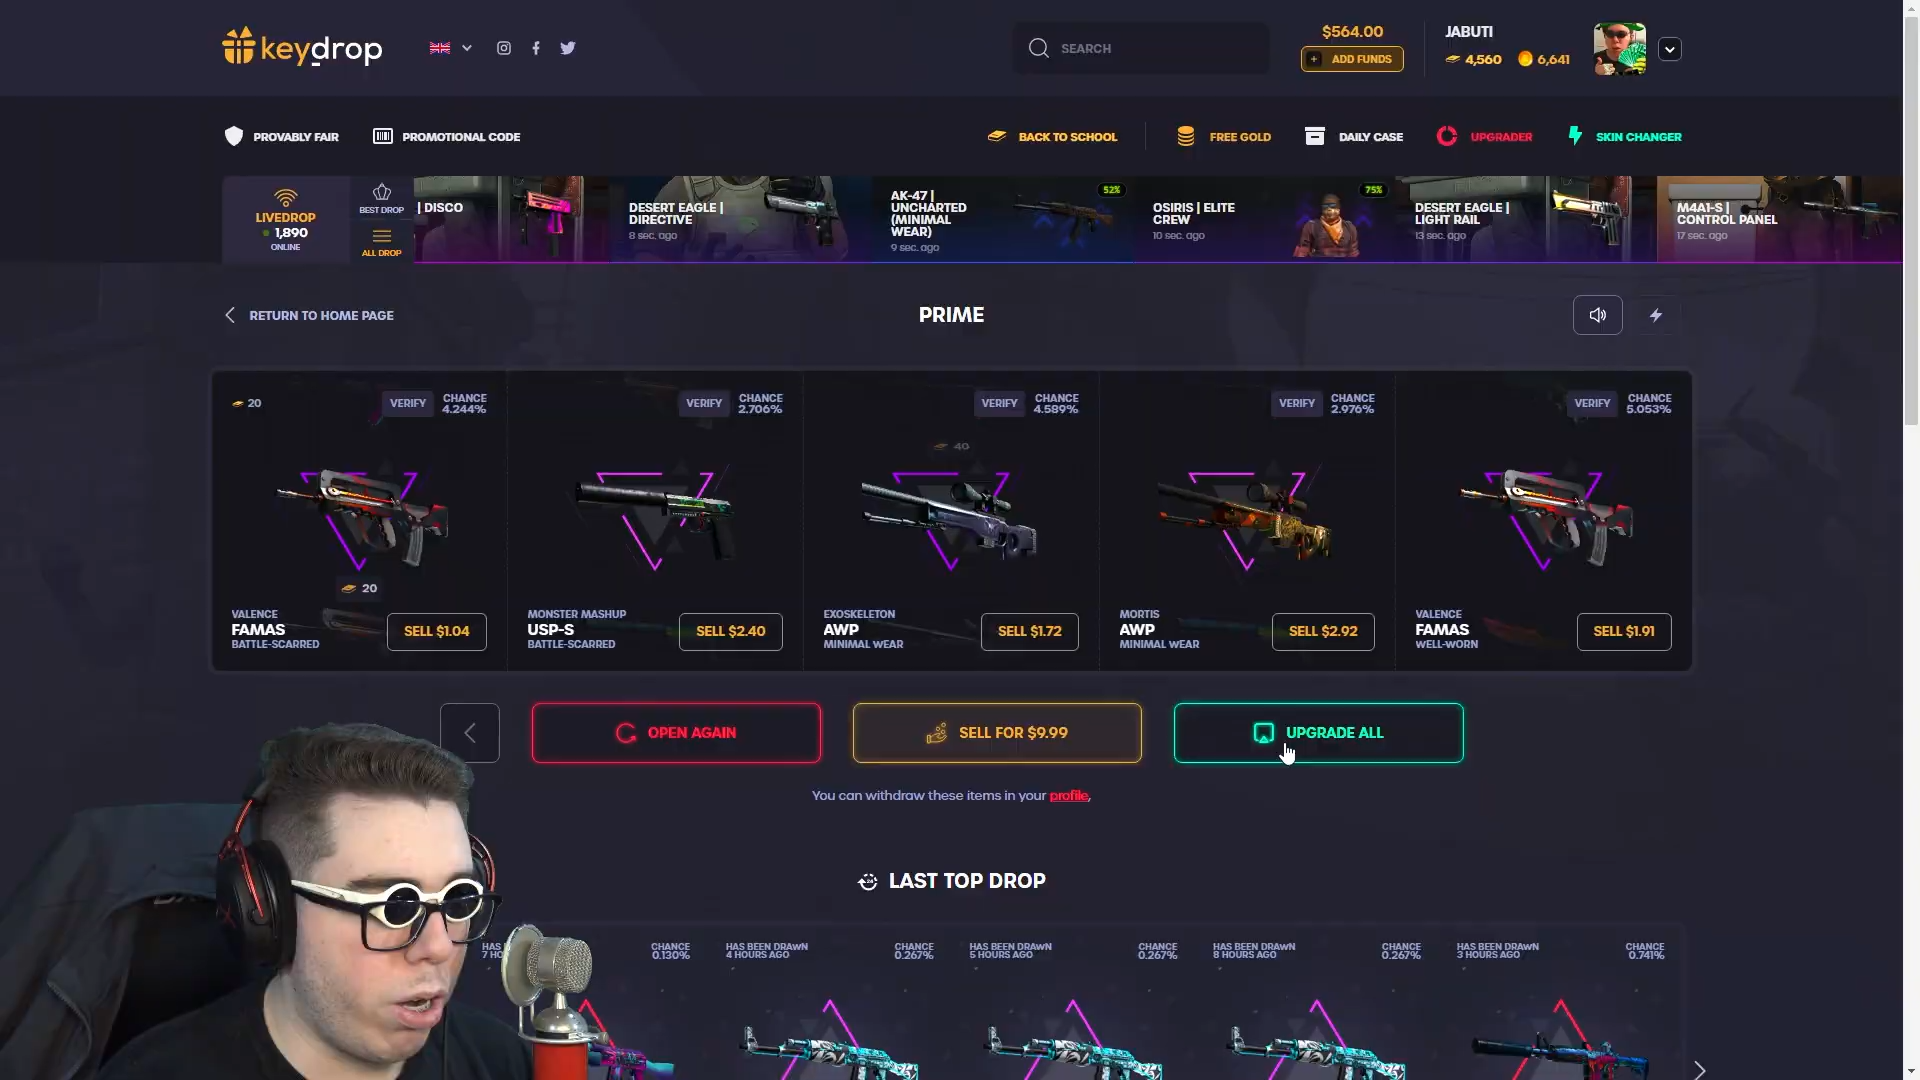 keydrop
SEARCH
$564.00
+ ADD FUNDS
JABUTI
4,560
6,641
PROVABLY FAIR
PROMOTIONAL CODE
BACK TO SCHOOL
FREE GOLD
DAILY CASE
UPGRADER
SKIN CHANGER
LIVEDROP
1,890
ONLINE
BEST DROP
ALL DROP
| DISCO
DESERT EAGLE |
DIRECTIVE
8 sec. ago
AK-47 |
UNCHARTED
(MINIMAL
WEAR)
9 sec. ago
52%
OSIRIS | ELITE
CREW
10 sec. ago
75%
DESERT EAGLE |
LIGHT RAIL
13 sec. ago
M4A1-S |
CONTROL PANEL
17 sec. ago
RETURN TO HOME PAGE
PRIME
20
VERIFY
CHANCE
4.244%
20
VALENCE
FAMAS
BATTLE-SCARRED
SELL $1.04
VERIFY
CHANCE
2.706%
MONSTER MASHUP
USP-S
BATTLE-SCARRED
SELL $2.40
VERIFY
CHANCE
4.589%
40
EXOSKELETON
AWP
MINIMAL WEAR
SELL $1.72
VERIFY
CHANCE
2.976%
MORTIS
AWP
MINIMAL WEAR
SELL $2.92
VERIFY
CHANCE
5.053%
VALENCE
FAMAS
WELL-WORN
SELL $1.91
OPEN AGAIN
SELL FOR $9.99
UPGRADE ALL
You can withdraw these items in your profile,
LAST TOP DROP
HAS
7 HO
CHANCE
0.130%
HAS BEEN DRAWN
4 HOURS AGO
CHANCE
0.267%
HAS BEEN DRAWN
5 HOURS AGO
CHANCE
0.267%
HAS BEEN DRAWN
8 HOURS AGO
CHANCE
0.267%
HAS BEEN DRAWN
3 HOURS AGO
CHANCE
0.741%